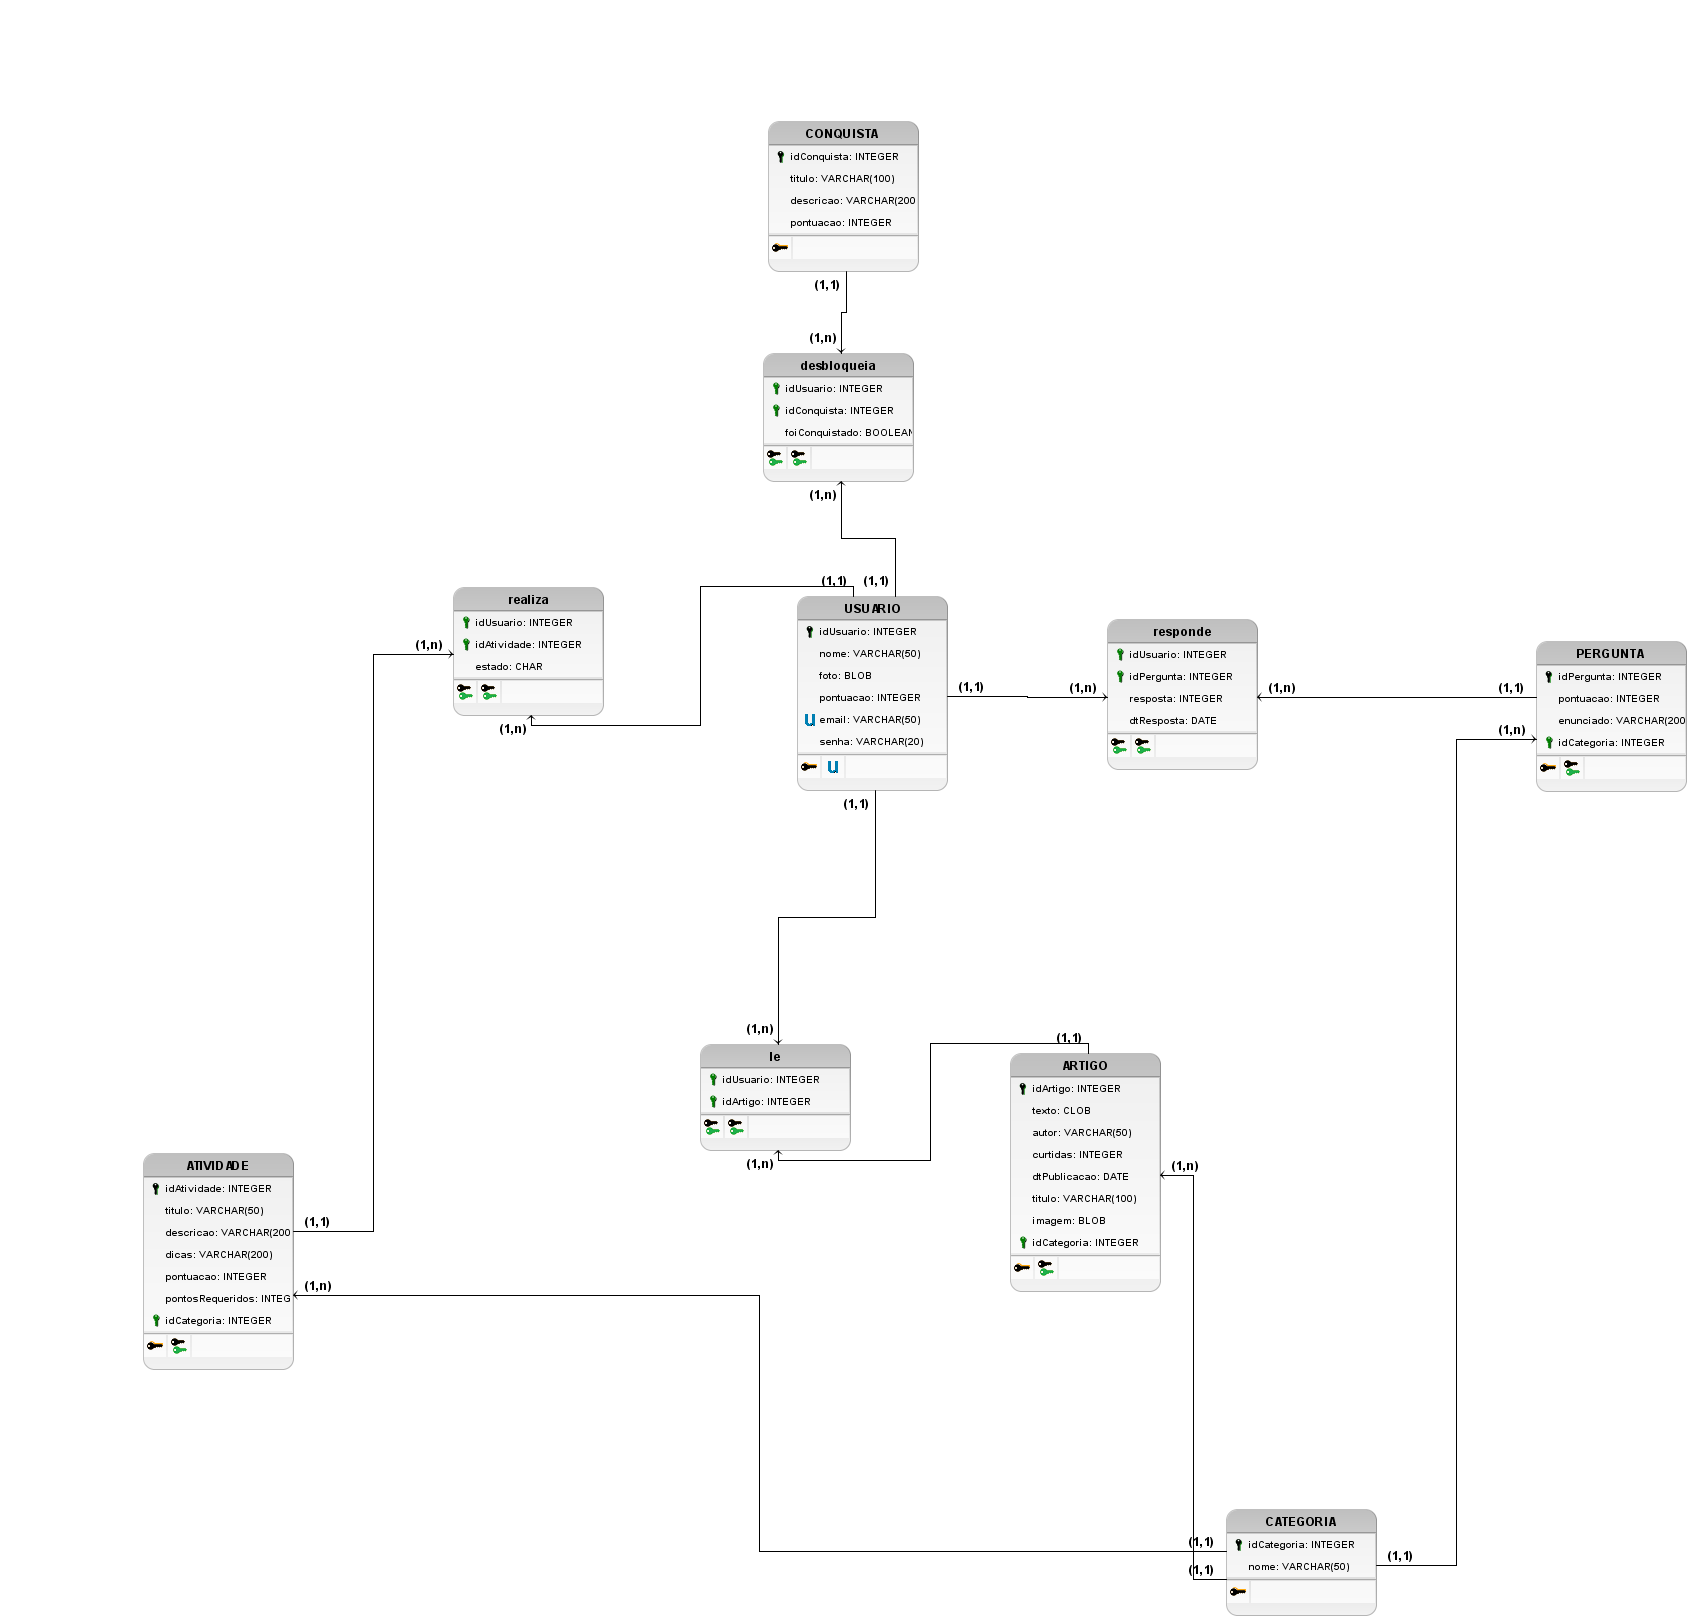 CONQUISTA
idConquista: INTEGER
titulo: VARCHAR(100)
descricao: VARCHAR(200
pontuacao: INTEGER
(1,1)
(1,n)
desbloqueia
idUsuario: INTEGER
idConquista: INTEGER
foiConquistado: BOOLEAN
(1,n)
(1,1)
(1,1)
realiza
idUsuario: INTEGER
idAtividade: INTEGER
estado: CHAR
(1,n)
(1,n)
USUARIO
idUsuario: INTEGER
nome: VARCHAR(50)
foto: BLOB
pontuacao: INTEGER
u email: VARCHAR(50)
senha: VARCHAR(20)
u
(1,1)
(1,n)
responde
idUsuario: INTEGER
idPergunta: INTEGER
resposta: INTEGER
dtResposta: DATE
(1,n)
(1,1)
PERGUNTA
idPergunta: INTEGER
pontuacao: INTEGER
enunciado: VARCHAR(200
idCategoria: INTEGER
(1,n)
(1,1)
(1,n)
le
idUsuario: INTEGER
idArtigo: INTEGER
(1,n)
(1,1)
ARTIGO
idArtigo: INTEGER
texto: CLOB
autor: VARCHAR(50)
curtidas: INTEGER
dtPublicacao: DATE
titulo: VARCHAR(100)
imagem: BLOB
idCategoria: INTEGER
(1,n)
ATIVIDADE
idAtividade: INTEGER
titulo: VARCHAR(50)
descricao: VARCHAR(200
dicas: VARCHAR(200)
pontuacao: INTEGER
pontosRequeridos: INTEG
idCategoria: INTEGER
(1,1)
(1,n)
CATEGORIA
idCategoria: INTEGER
nome: VARCHAR(50)
(1,1)
(1,1)
(1,1)